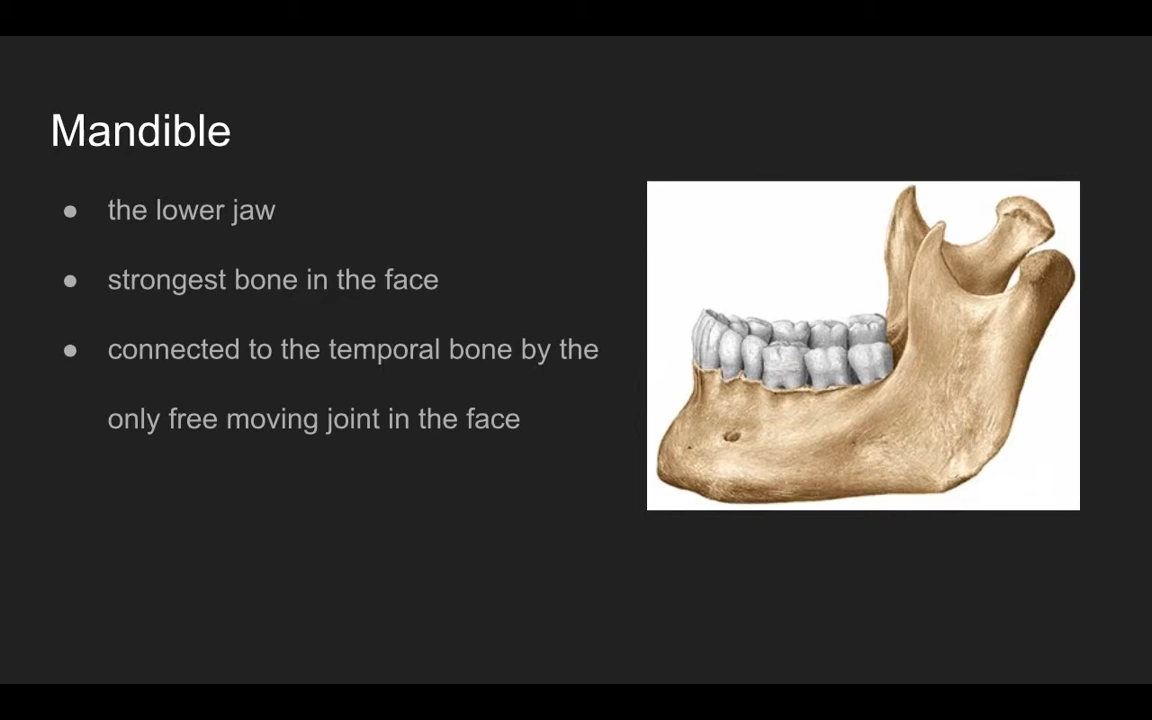 Mandible
● the lower jaw
● strongest bone in the face
● connected to the temporal bone by the
only free moving joint in the face